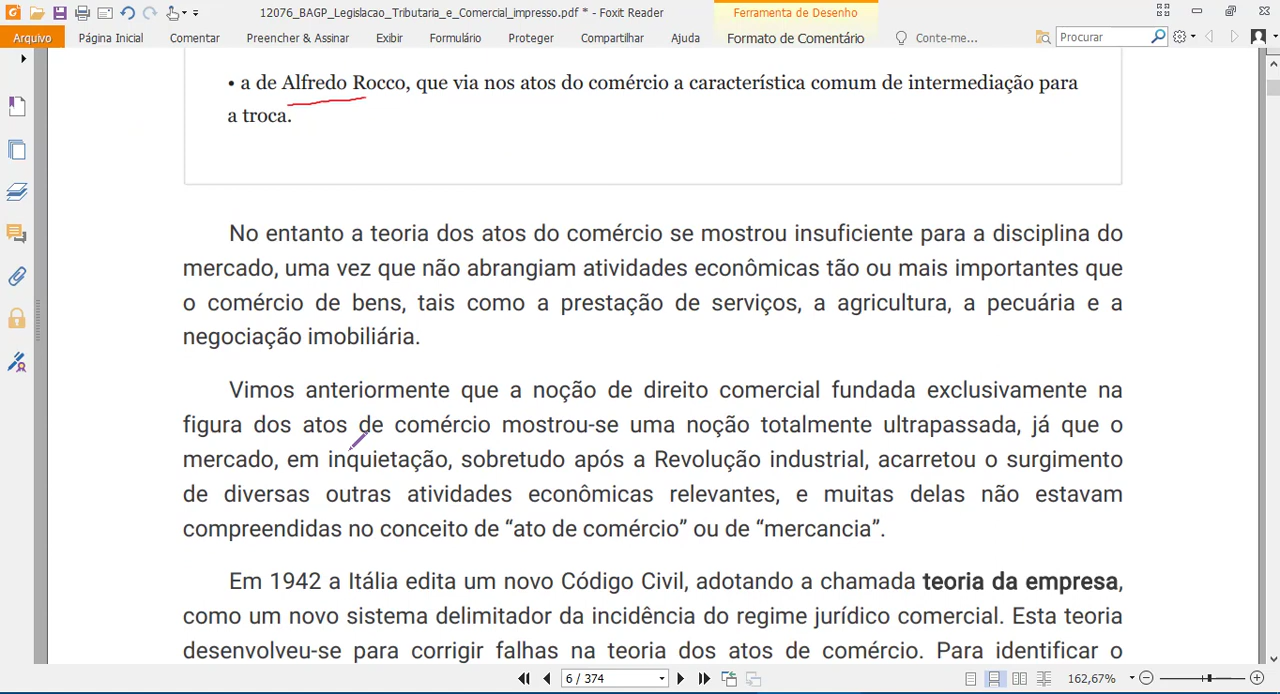 12076_BAGP_Legislacao_Tributaria_e_Comercial_impresso.pdf * - Foxit Reader
Ferramenta de Desenho
Arquivo Página Inicial Comentar Preencher & Assinar Exibir Formulário Proteger Compartilhar Ajuda Formato de Comentário Conte-me... Procurar
• a de Alfredo Rocco, que via nos atos do comércio a característica comum de intermediação para
a troca.
No entanto a teoria dos atos do comércio se mostrou insuficiente para a disciplina do
mercado, uma vez que não abrangiam atividades econômicas tão ou mais importantes que
o comércio de bens, tais como a prestação de serviços, a agricultura, a pecuária e a
negociação imobiliária.
Vimos anteriormente que a noção de direito comercial fundada exclusivamente na
figura dos atos de comércio mostrou-se uma noção totalmente ultrapassada, já que o
mercado, em inquietação, sobretudo após a Revolução industrial, acarretou o surgimento
de diversas outras atividades econômicas relevantes, e muitas delas não estavam
compreendidas no conceito de “ato de comércio” ou de “mercancia”.
Em 1942 a Itália edita um novo Código Civil, adotando a chamada teoria da empresa,
como um novo sistema delimitador da incidência do regime jurídico comercial. Esta teoria
desenvolveu-se para corrigir falhas na teoria dos atos de comércio. Para identificar o
6 / 374 162,67%